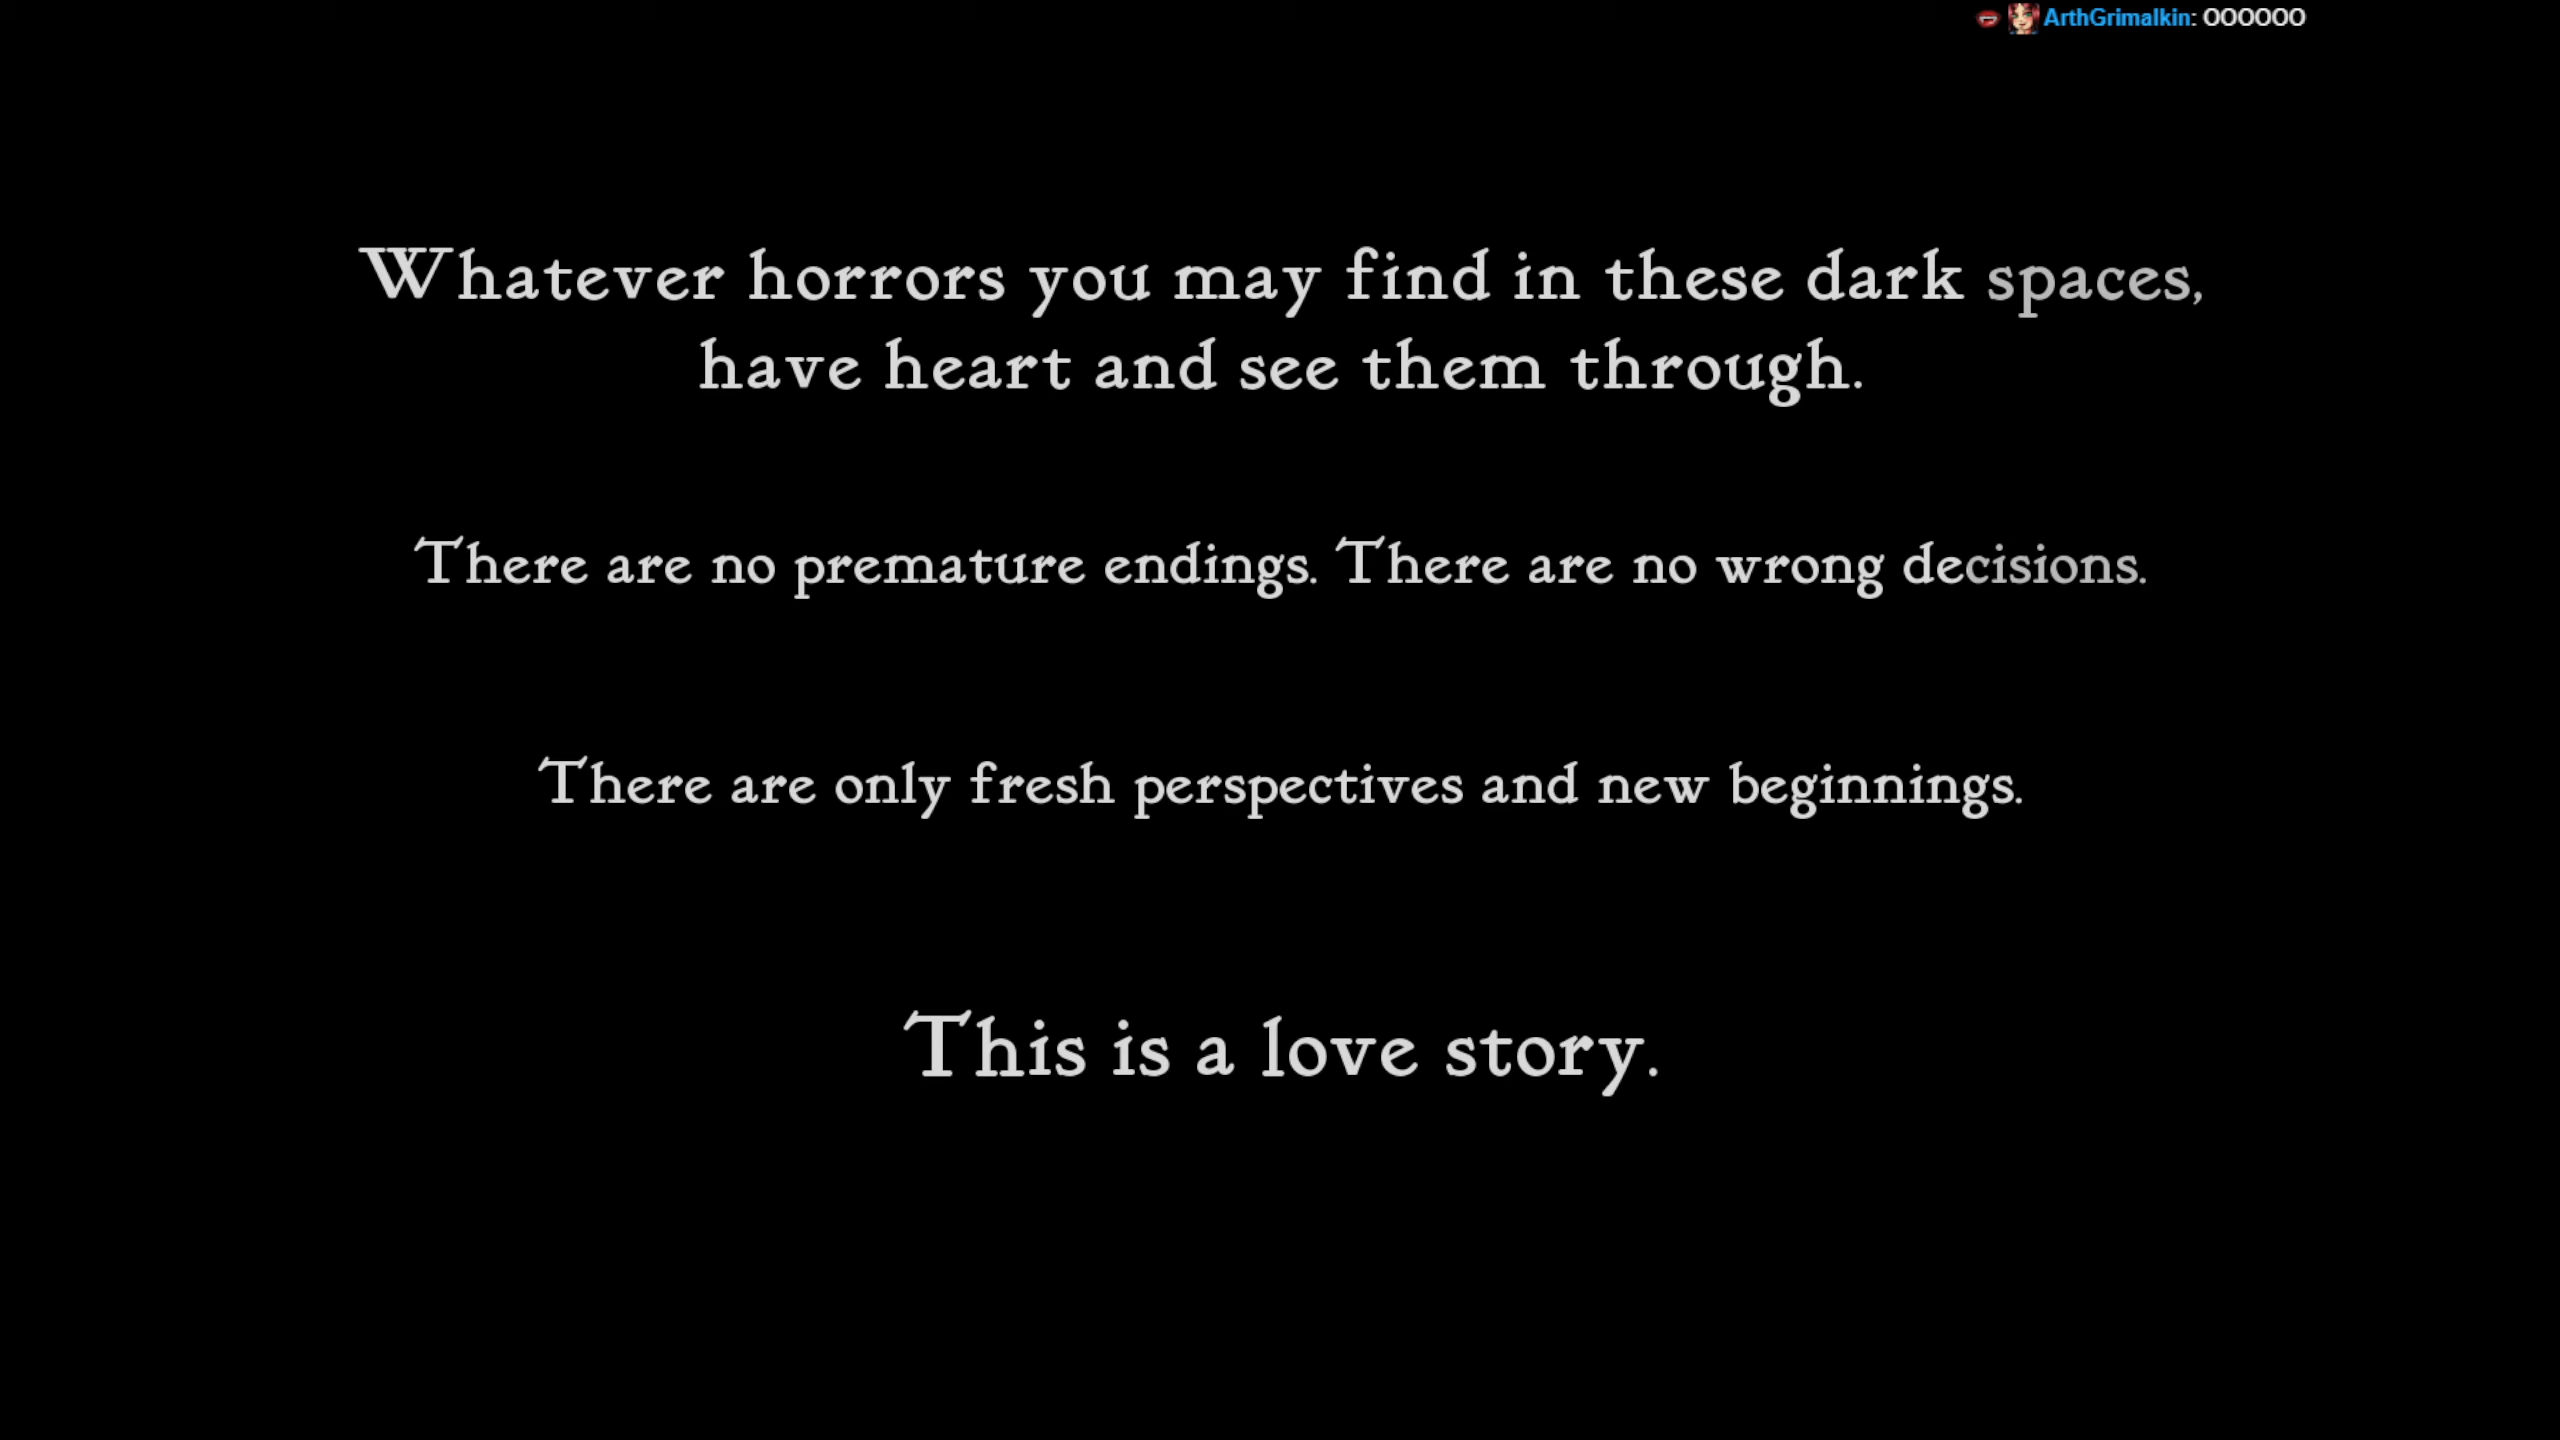 ArthGrimalkin: OOOOOO
Whatever horrors you may find in these dark spaces,
have heart and see them through.
There are no premature endings. There are no wrong decisions.
There are only fresh perspectives and new beginnings.
This is a love story.